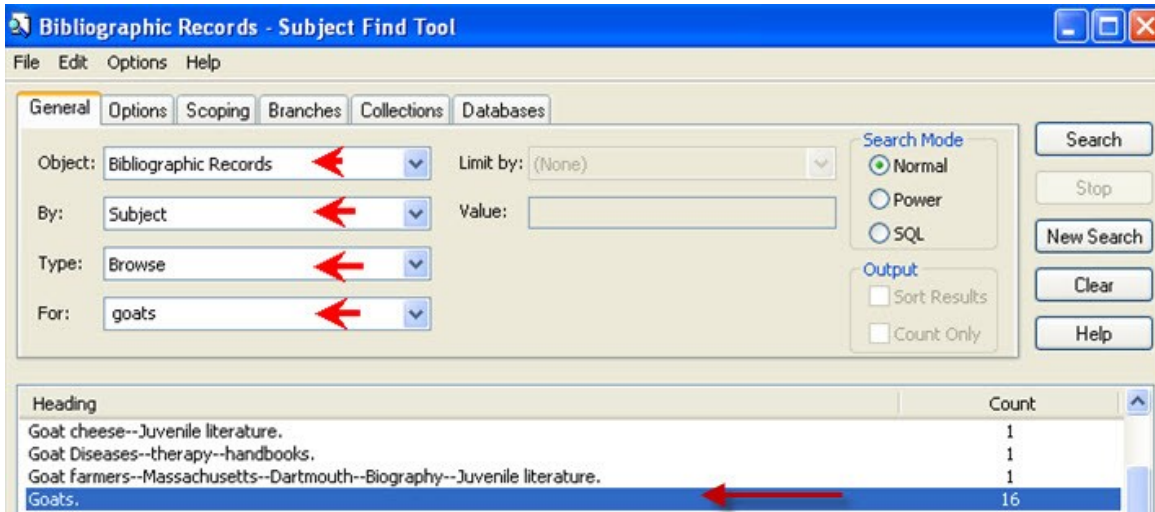 Bibliographic Records - Subject Find Tool
File Edit Options Help
General Options Scoping Branches Collections Databases
Object: Bibliographic Records Limit by: (None)
By: Subject Value:
Type: Browse
For: goats
Search Mode
Normal
Power
SQL
Output
Sort Results
Count Only
Search
Stop
New Search
Clear
Help
Heading Count
Goat cheese--Juvenile literature. 1
Goat Diseases--therapy--handbooks. 1
Goat farmers--Massachusetts--Dartmouth--Biography--Juvenile literature. 1
Goats. 16